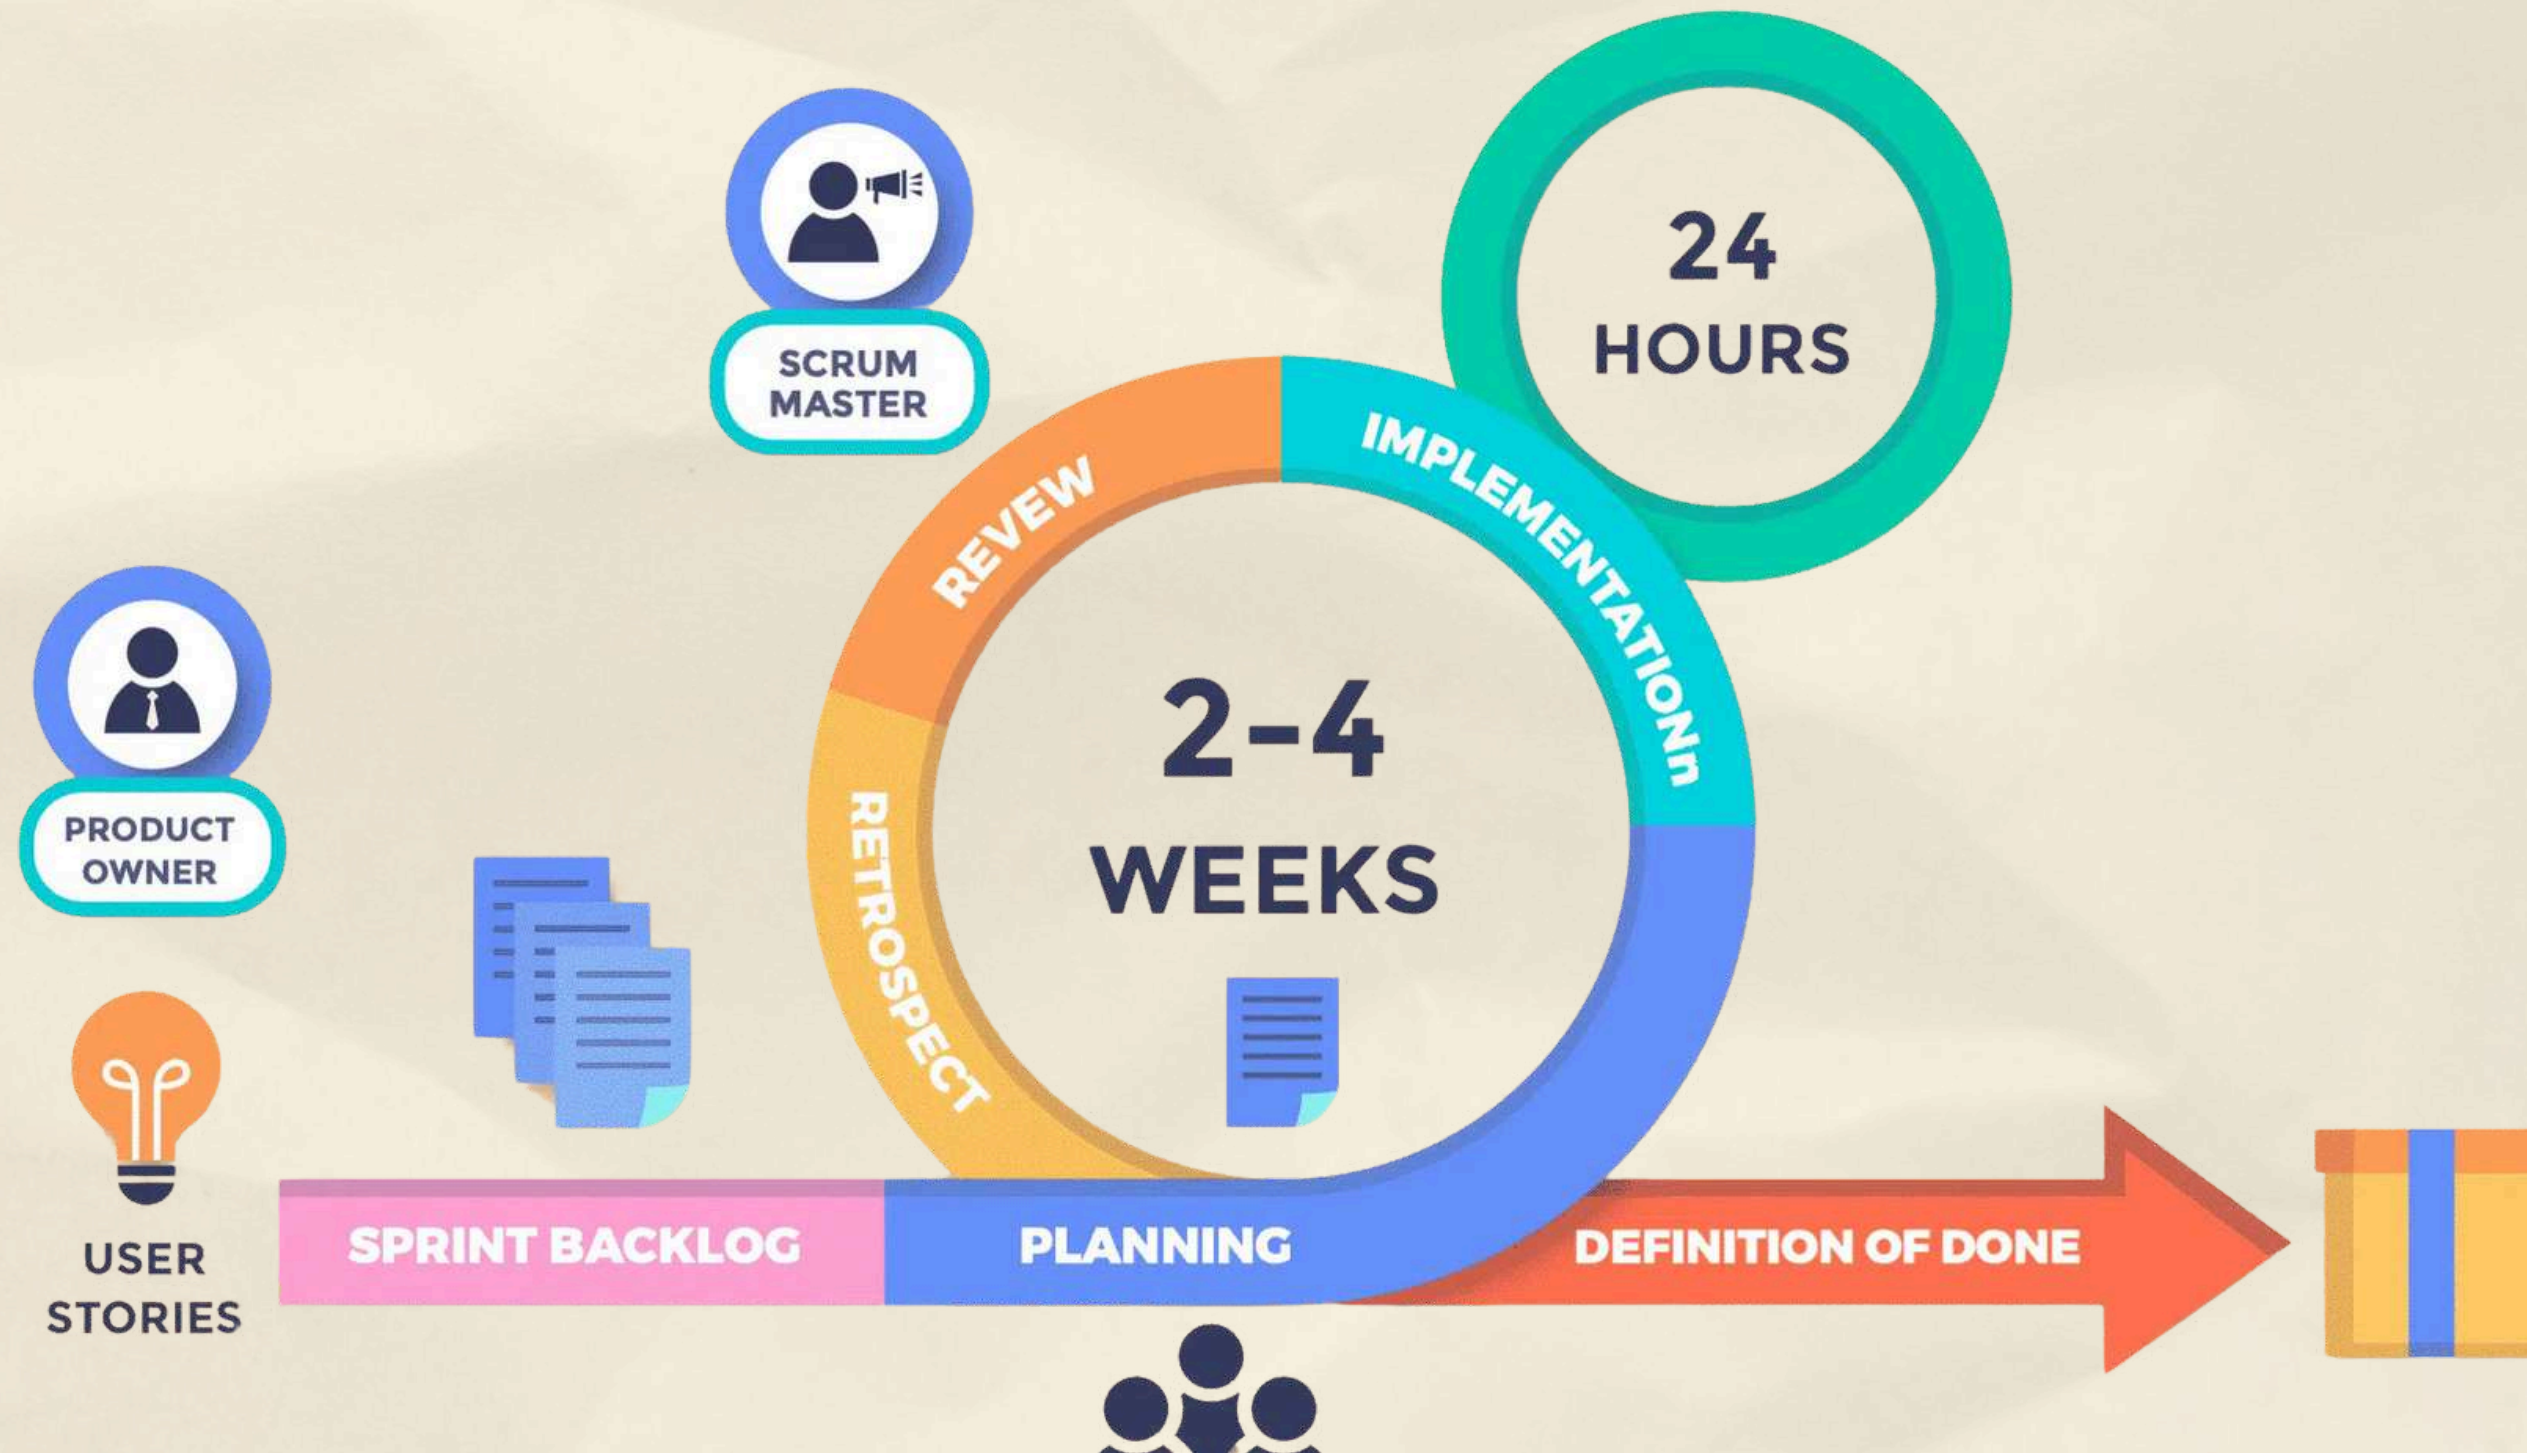 24
HOURS
SCRUM
MASTER
REVEW
IMPLEMENTATIONn
2-4
WEEKS
PRODUCT
OWNER
RETROSPECT
USER
STORIES
SPRINT BACKLOG
PLANNING
DEFINITION OF DONE